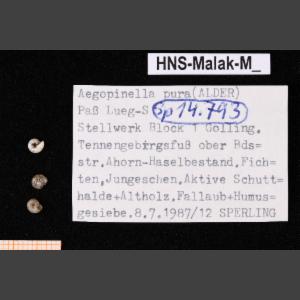 HNS-Malak-M_
Aegopinella pura(ALDER)
Paß Lueg-S Sp 14.793
Stellwerk Block 1 Golling.
Tennengebirgsfuß ober Bds=
str.Ahorn-Haselbestand,Fich=
ten,Jungeschen.Aktive Schutt=
halde+Altholz.Fallaub+Humus=
gesiebe.8.7.1987/12 SPERLING